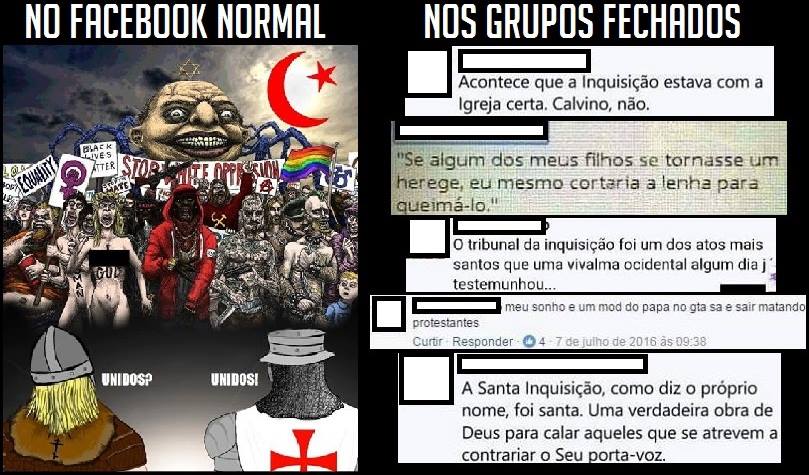 NO FACEBOOK NORMAL
EQUALITY
BLACK LIVES
STOP WHITE OPPRESSION
UNIDOS?
UNIDOS!
NOS GRUPOS FECHADOS
Acontece que a Inquisição estava com a
Igreja certa. Calvino, não.
"Se algum dos meus filhos se tornasse um
herege, eu mesmo cortaria a lenha para
queimá-lo."
O tribunal da inquisição foi um dos atos mais
santos que uma vivalma ocidental algum dia j
testemunhou...
meu sonho e um mod do papa no gta sa e sair matando
protestantes
Curtir · Responder · 4 · 7 de julho de 2016 às 09:38
A Santa Inquisição, como diz o próprio
nome, foi santa. Uma verdadeira obra de
Deus para calar aqueles que se atrevem a
contrariar o Seu porta-voz.